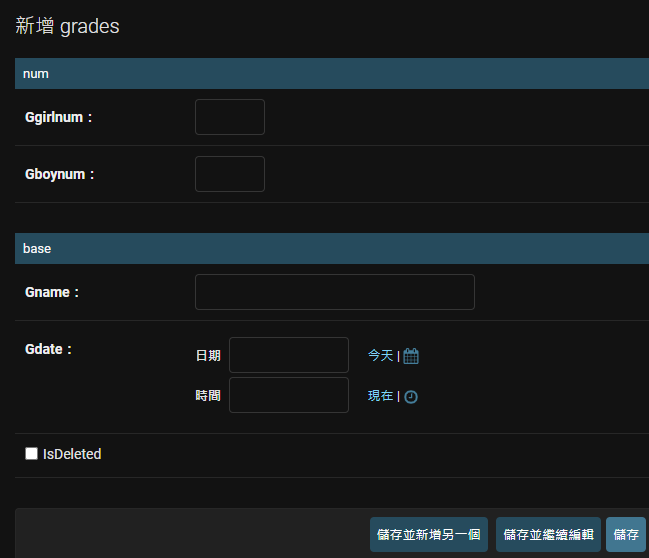 新增 grades
num
Ggirlnum：
Gboynum：
base
Gname：
Gdate：
日期 今天 |
時間 現在 |
IsDeleted
儲存並新增另一個 儲存並繼續編輯 儲存